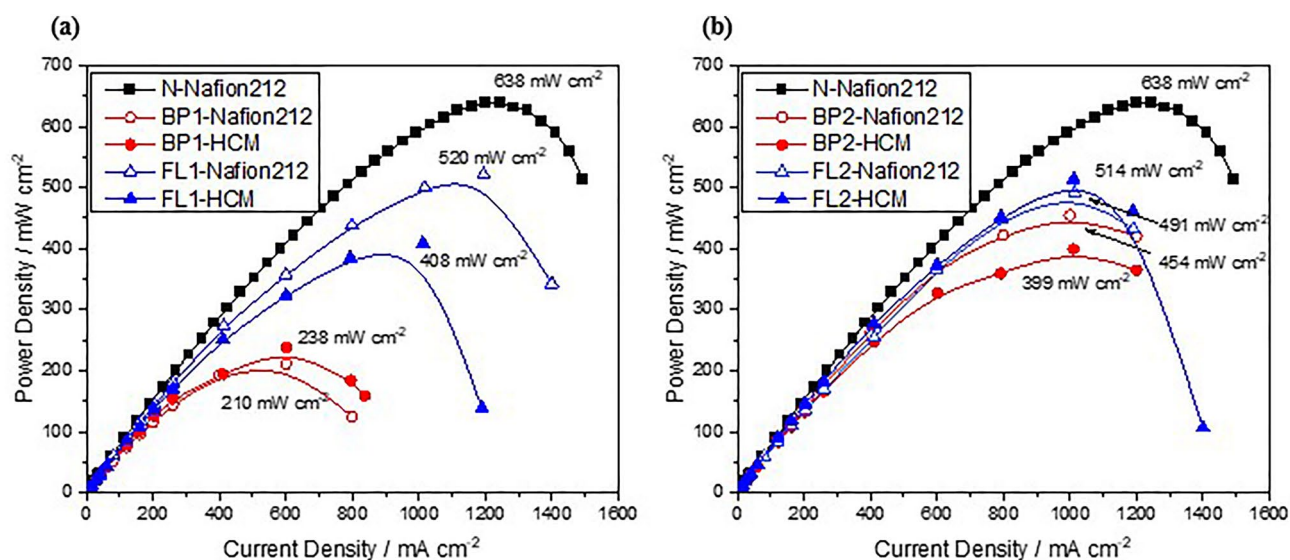 (a)
(b)
700
600
500
400
300
200
100
0
Power Density / mW cm⁻²
N-Nafion212
BP1-Nafion212
BP1-HCM
FL1-Nafion212
FL1-HCM
638 mW cm⁻²
520 mW cm⁻²
408 mW cm⁻²
238 mW cm⁻²
210 mW cm⁻²
0 200 400 600 800 1000 1200 1400 1600
Current Density / mA cm⁻²
700
600
500
400
300
200
100
0
Power Density / mW cm⁻²
N-Nafion212
BP2-Nafion212
BP2-HCM
FL2-Nafion212
FL2-HCM
638 mW cm⁻²
514 mW cm⁻²
491 mW cm⁻²
454 mW cm⁻²
399 mW cm⁻²
0 200 400 600 800 1000 1200 1400 1600
Current Density / mA cm⁻²